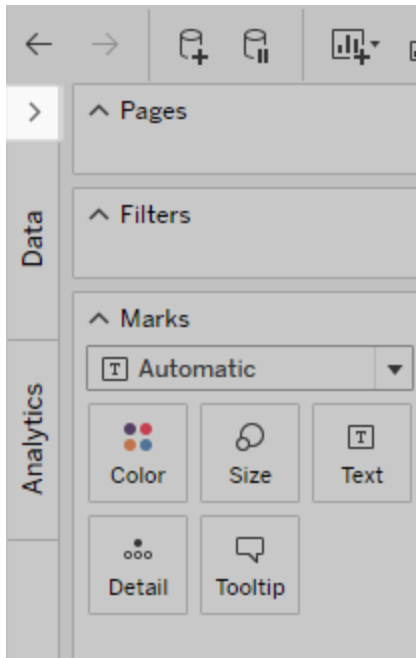 Pages
Filters
Data
Marks
Automatic
Analytics
Color Size Text
Detail Tooltip